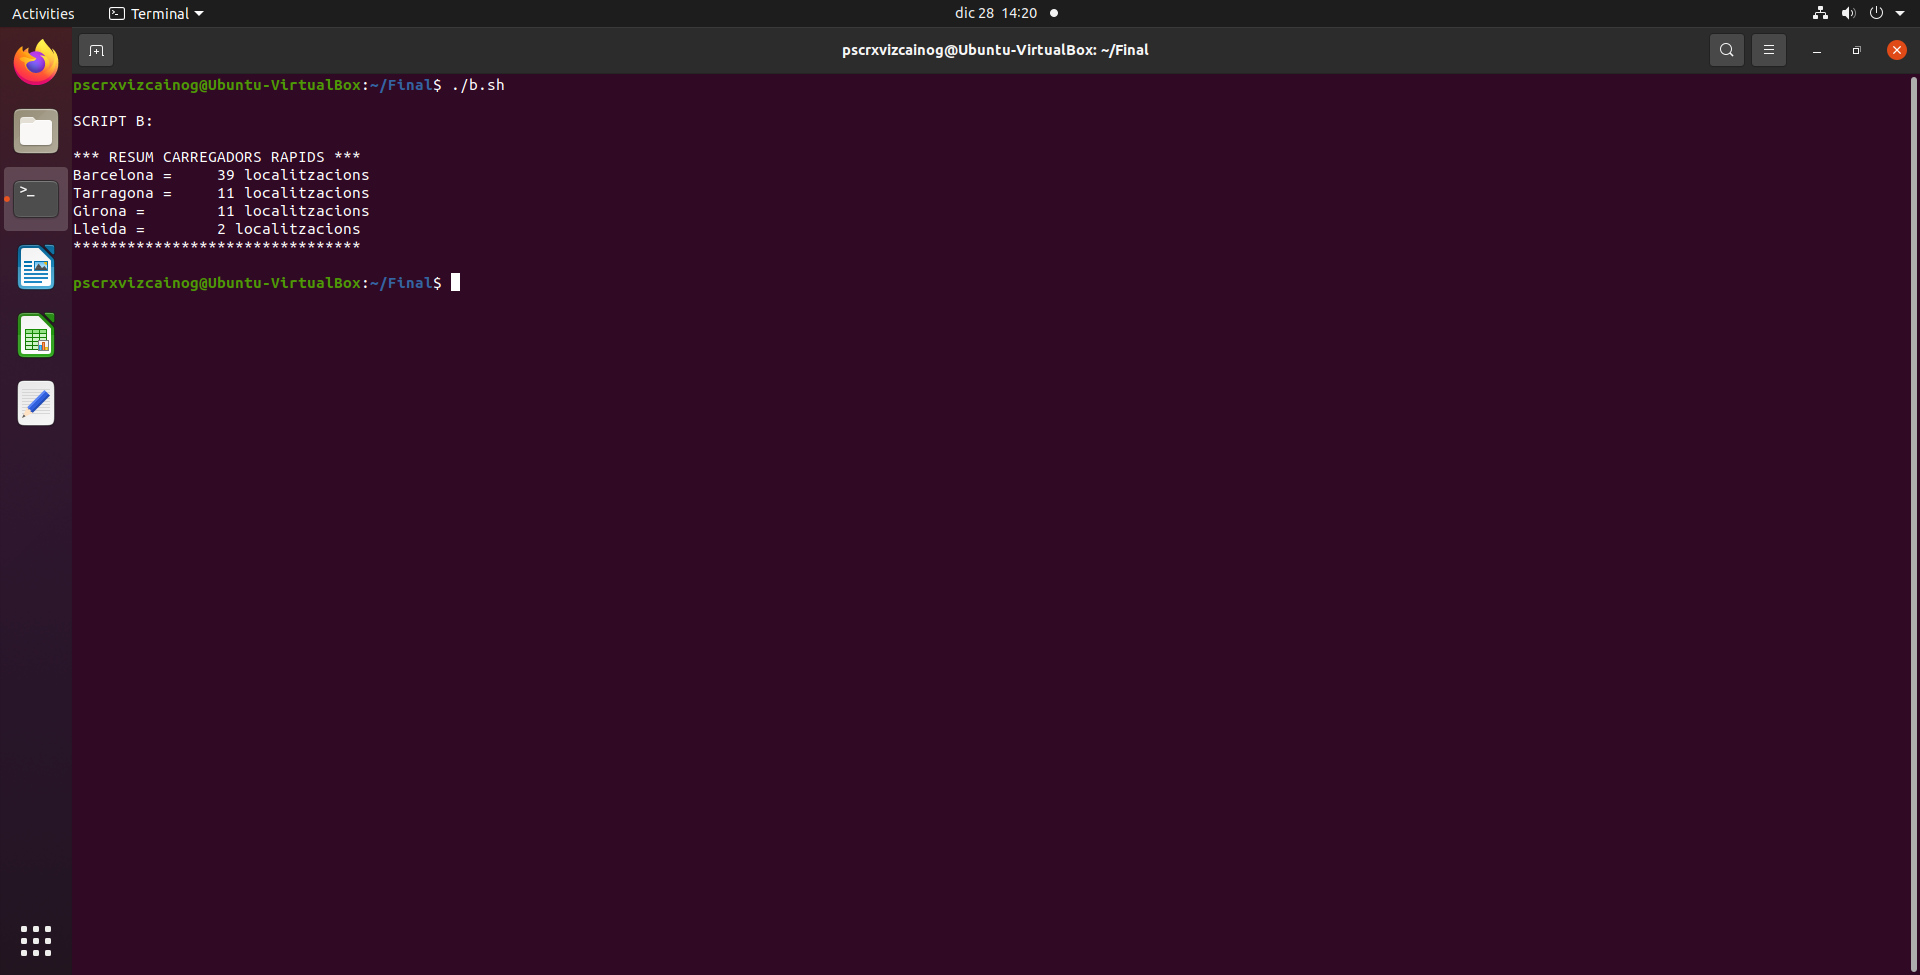 Activities
Terminal
dic 28 14:20
pscrxvizcainog@Ubuntu-VirtualBox: ~/Final
pscrxvizcainog@Ubuntu-VirtualBox:~/Final$ ./b.sh
SCRIPT B:
*** RESUM CARREGADORS RAPIDS ***
Barcelona =     39 localitzacions
Tarragona =     11 localitzacions
Girona =        11 localitzacions
Lleida =        2 localitzacions
********************************
pscrxvizcainog@Ubuntu-VirtualBox:~/Final$